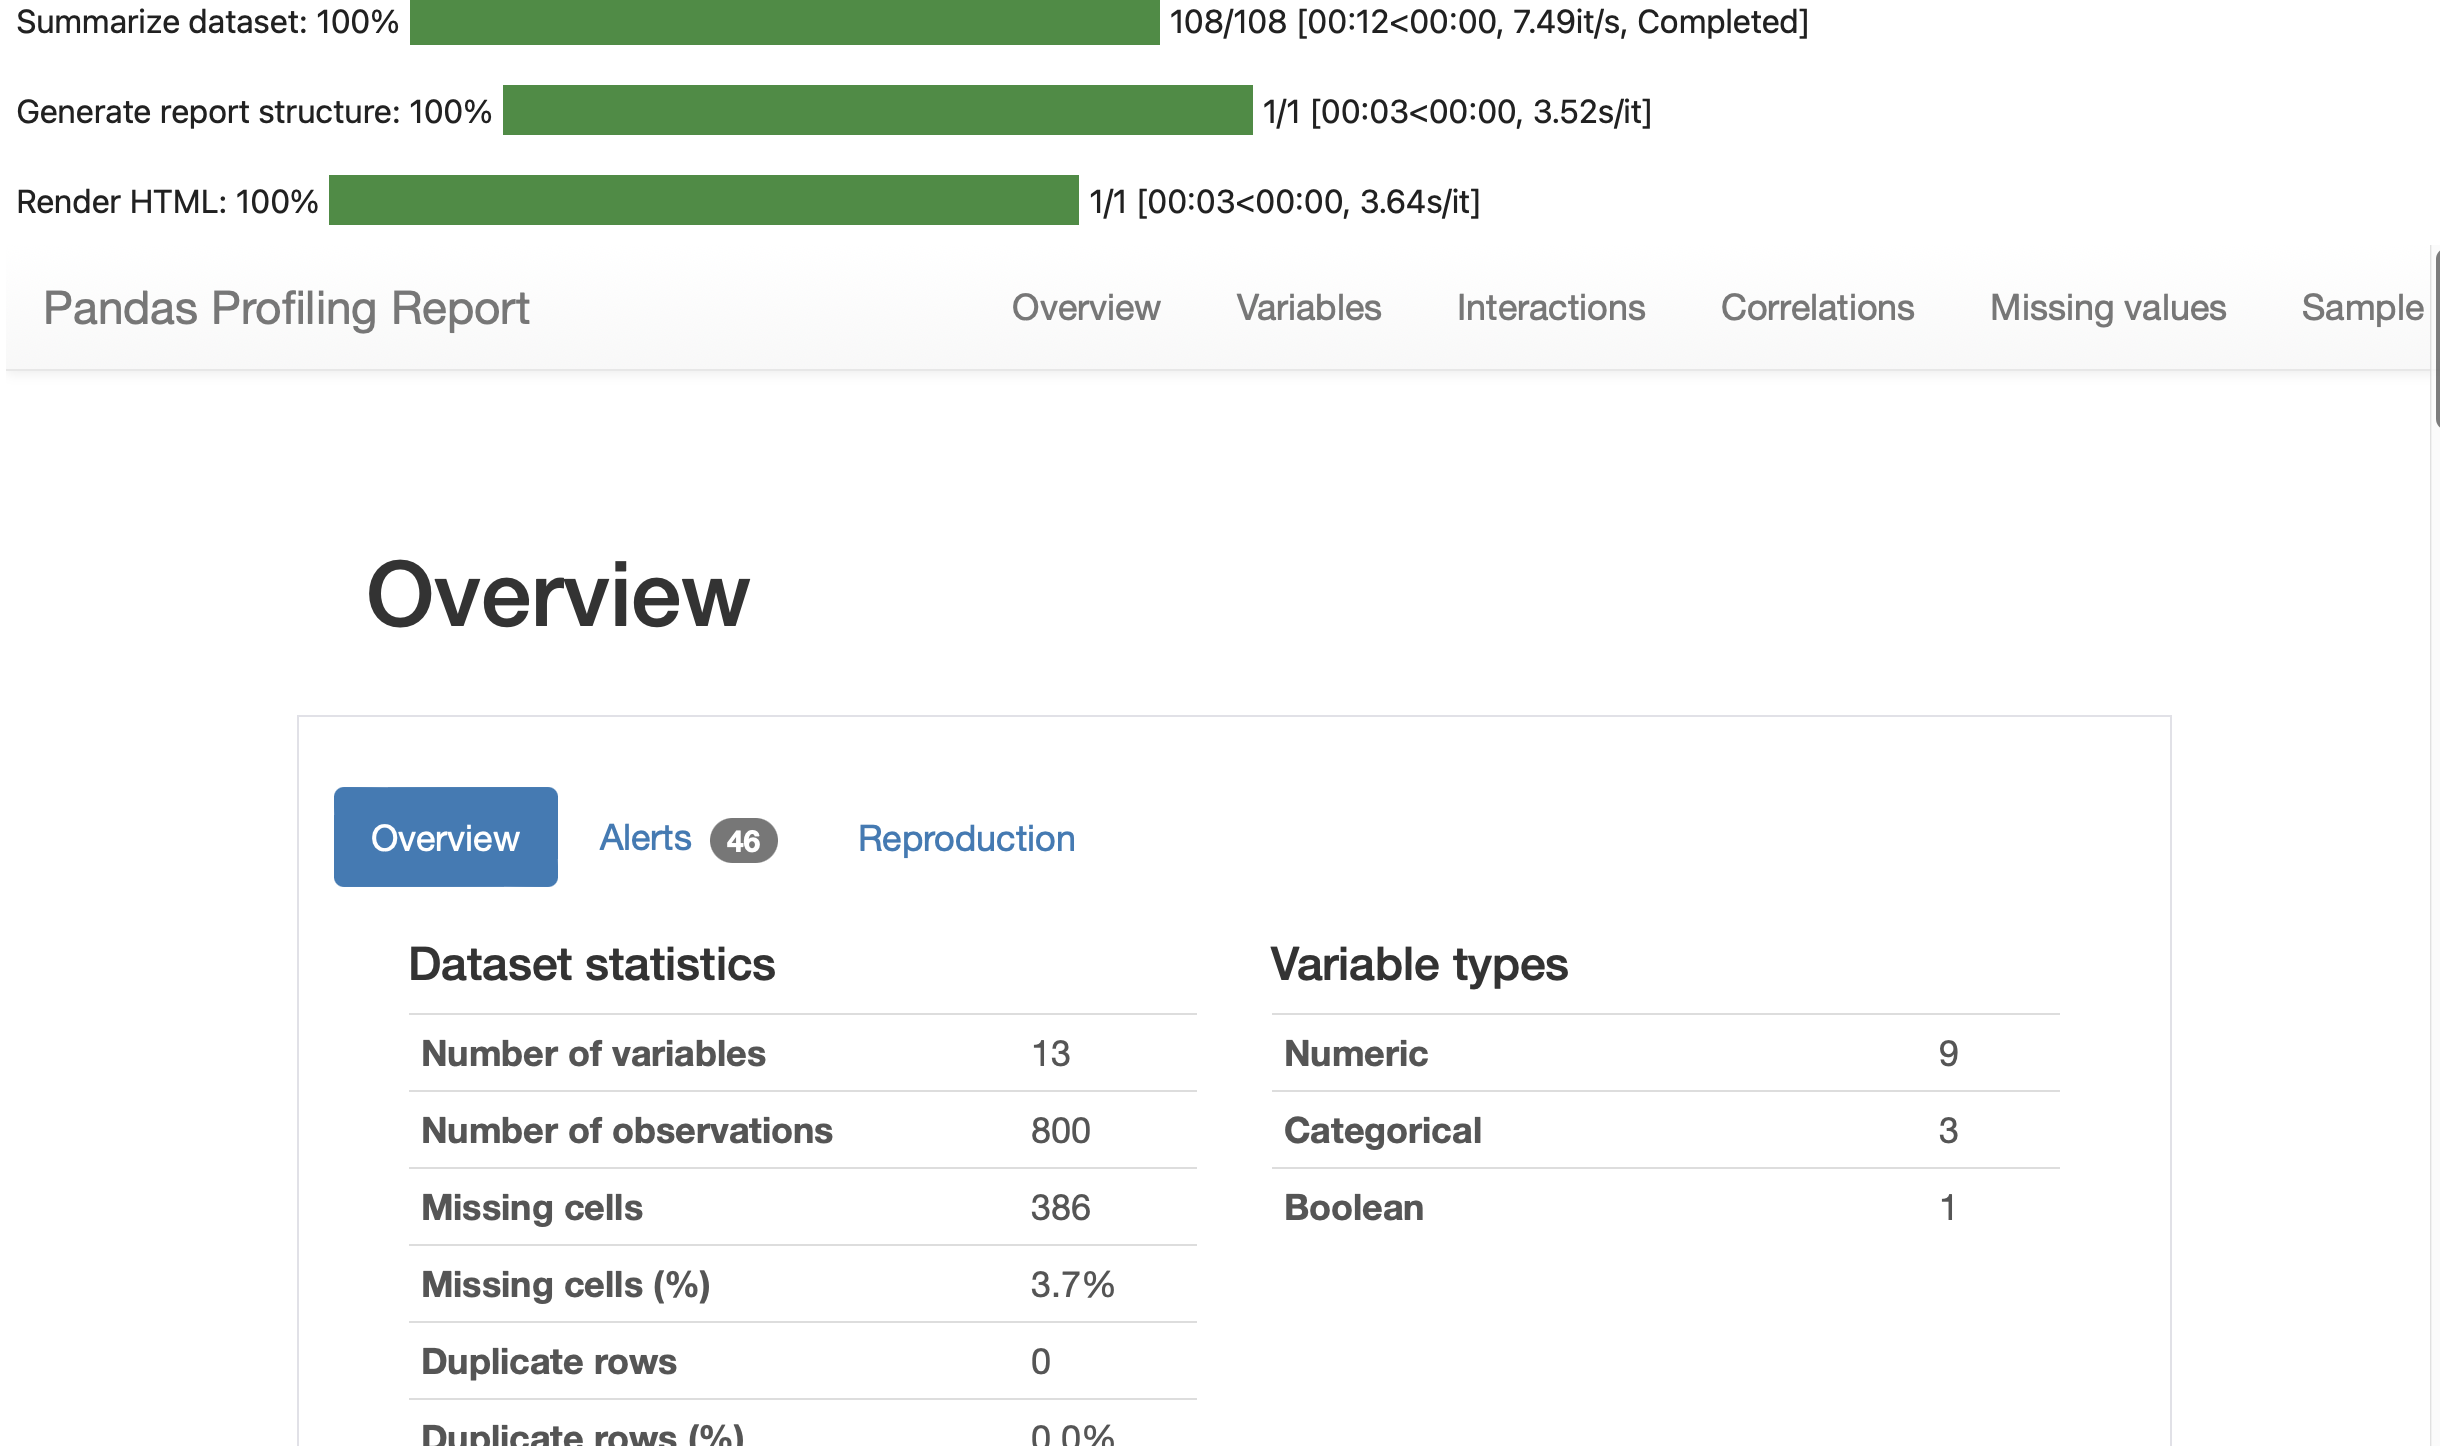 Summarize dataset: 100% 108/108 [00:12<00:00, 7.49it/s, Completed]
Generate report structure: 100% 1/1 [00:03<00:00, 3.52s/it]
Render HTML: 100% 1/1 [00:03<00:00, 3.64s/it]
Pandas Profiling Report Overview Variables Interactions Correlations Missing values Sample
Overview
Overview Alerts 46 Reproduction
Dataset statistics
Number of variables 13
Number of observations 800
Missing cells 386
Missing cells (%) 3.7%
Duplicate rows 0
Duplicate rows (%) 0.0%
Variable types
Numeric 9
Categorical 3
Boolean 1